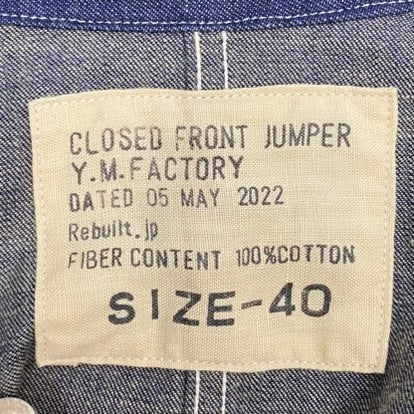 CLOSED FRONT JUMPER
Y.M.FACTORY
DATED 05 MAY 2022
Rebuilt.jp
FIBER CONTENT 100%COTTON
SIZE-40